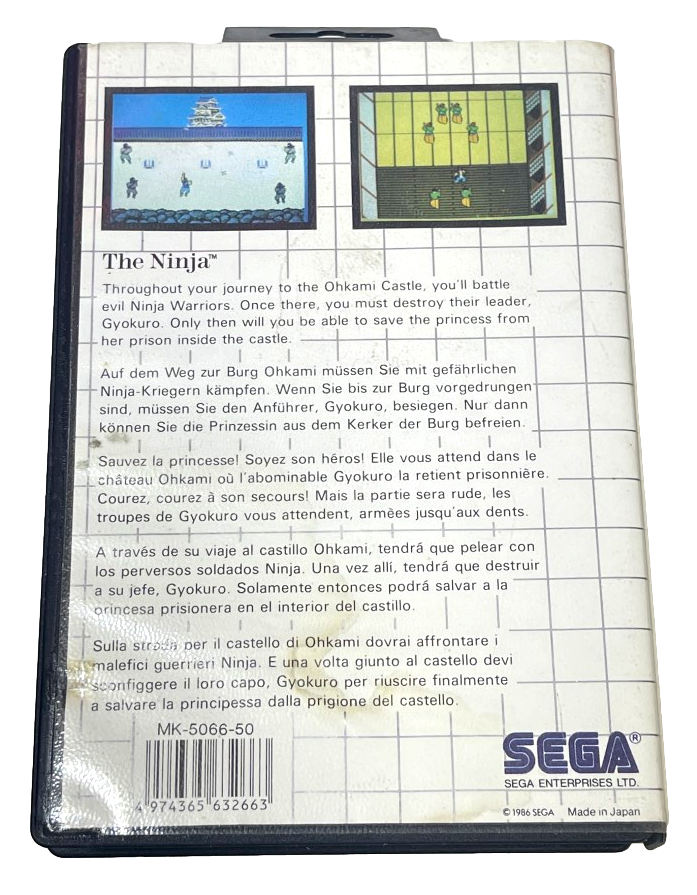 The Ninja™
Throughout your journey to the Ohkami Castle, you'll battle
evil Ninja Warriors. Once there, you must destroy their leader,
Gyokuro. Only then will you be able to save the princess from
her prison inside the castle.
Auf dem Weg zur Burg Ohkami müssen Sie mit gefährlichen
Ninja-Kriegern kämpfen. Wenn Sie bis zur Burg vorgedrungen
sind, müssen Sie den Anführer, Gyokuro, besiegen. Nur dann
können Sie die Prinzessin aus dem Kerker der Burg befreien.
Sauvez la princesse! Soyez son héros! Elle vous attend dans le
château Ohkami où l'abominable Gyokuro la retient prisonnière.
Courez, courez à son secours! Mais la partie sera rude, les
troupes de Gyokuro vous attendent, armèes jusqu'aux dents.
A través de su viaje al castillo Ohkami, tendrá que pelear con
los perversos soldados Ninja. Una vez allí, tendrá que destruir
a su jefe, Gyokuro. Solamente entonces podrá salvar a la
princesa prisionera en el interior del castillo.
Sulla strada per il castello di Ohkami dovrai affrontare i
malefici guerrieri Ninja. E una volta giunto al castello devi
sconfiggere il loro capo, Gyokuro per riuscire finalmente
a salvare la principessa dalla prigione del castello.
MK-5066-50
4 974365 632663
SEGA®
SEGA ENTERPRISES LTD.
© 1986 SEGA Made in Japan